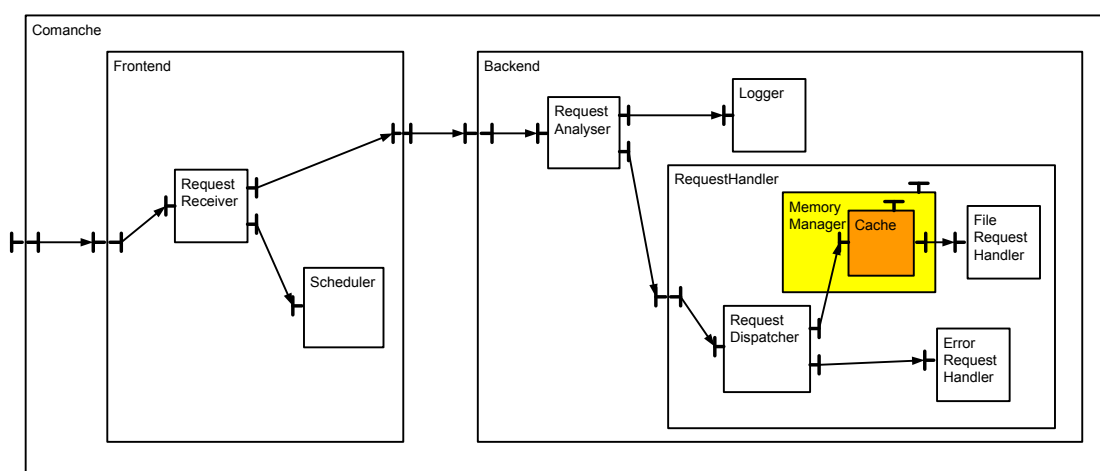 Comanche
Frontend
Backend
Logger
Request
Analyser
Request
Receiver
RequestHandler
Memory
Manager
Cache
File
Request
Handler
Scheduler
Request
Dispatcher
Error
Request
Handler